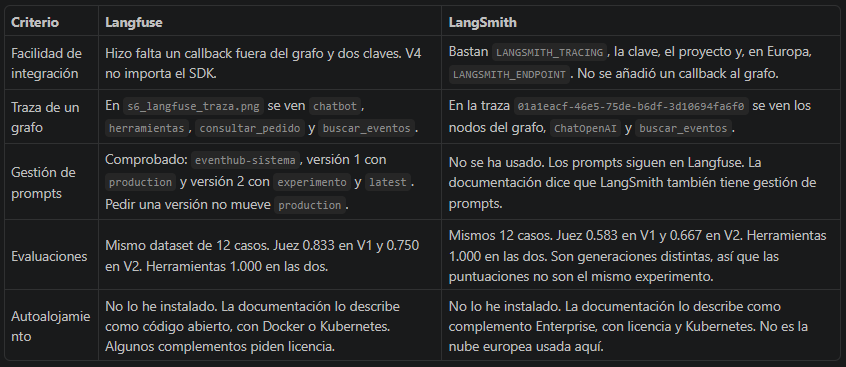 Criterio
Langfuse
LangSmith
Facilidad de
integración
Hizo falta un callback fuera del grafo y dos claves. V4
no importa el SDK.
Bastan LANGSMITH_TRACING, la clave, el proyecto y, en Europa,
LANGSMITH_ENDPOINT. No se añadió un callback al grafo.
Traza de un
grafo
En s6_langfuse_traza.png se ven chatbot,
herramientas, consultar_pedido y buscar_eventos.
En la traza 01a1eacf-46e5-75de-b6df-3d10694fa6f0 se ven los
nodos del grafo, ChatOpenAI y buscar_eventos.
Gestión de
prompts
Comprobado: eventhub-sistema, versión 1 con
production y versión 2 con experimento y latest.
Pedir una versión no mueve production.
No se ha usado. Los prompts siguen en Langfuse. La
documentación dice que LangSmith también tiene gestión de
prompts.
Evaluaciones
Mismo dataset de 12 casos. Juez 0.833 en V1 y 0.750
en V2. Herramientas 1.000 en las dos.
Mismos 12 casos. Juez 0.583 en V1 y 0.667 en V2. Herramientas
1.000 en las dos. Son generaciones distintas, así que las
puntuaciones no son el mismo experimento.
Autoalojamie
nto
No lo he instalado. La documentación lo describe
como código abierto, con Docker o Kubernetes.
Algunos complementos piden licencia.
No lo he instalado. La documentación lo describe como
complemento Enterprise, con licencia y Kubernetes. No es la
nube europea usada aquí.